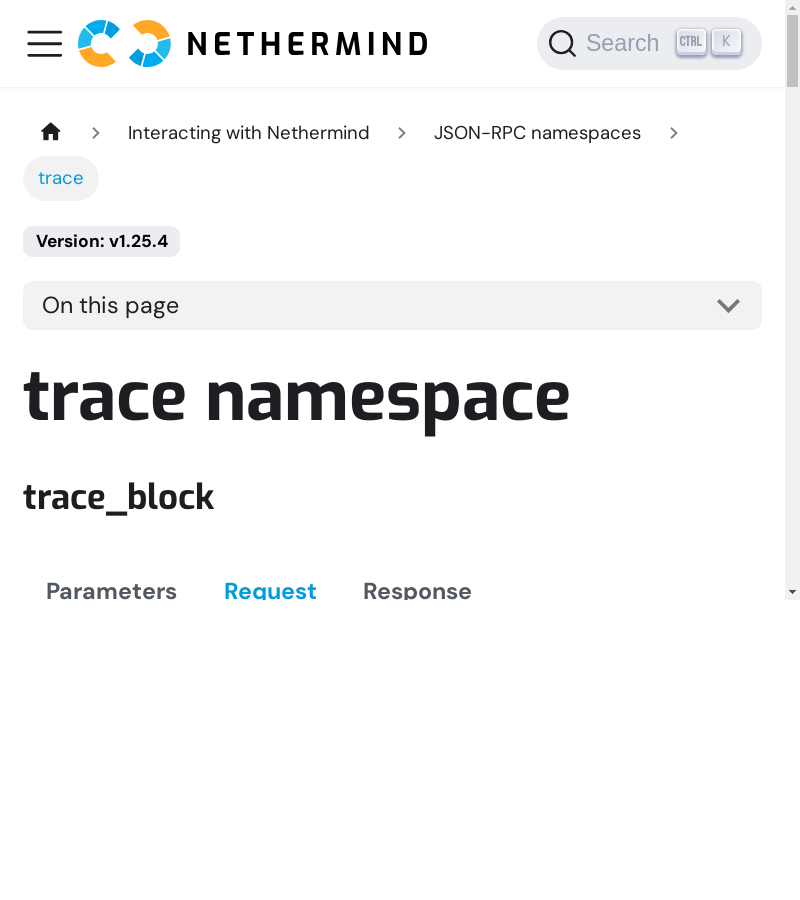 NETHERMIND
Search CTRL K
Interacting with Nethermind
JSON-RPC namespaces
trace
Version: v1.25.4
On this page
trace namespace
trace_block
Parameters Request Response